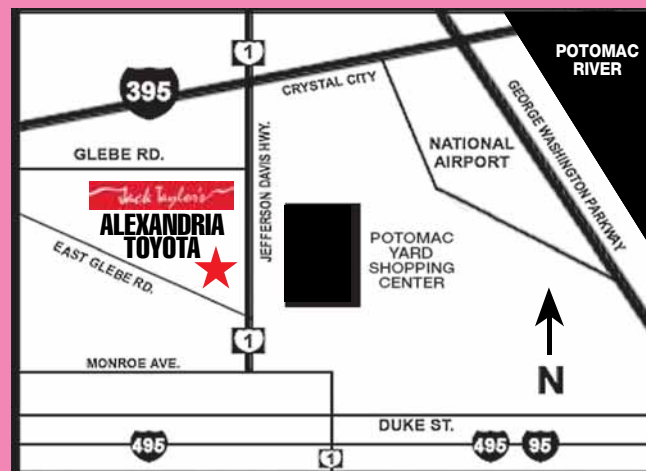 1
POTOMAC
RIVER
395
CRYSTAL CITY
GEORGE WASHINGTON PARKWAY
JEFFERSON DAVIS HWY.
NATIONAL
AIRPORT
GLEBE RD.
Jack Taylor's
ALEXANDRIA
TOYOTA
EAST GLEBE RD.
POTOMAC
YARD
SHOPPING
CENTER
1
MONROE AVE.
N
DUKE ST.
495
1
495
95